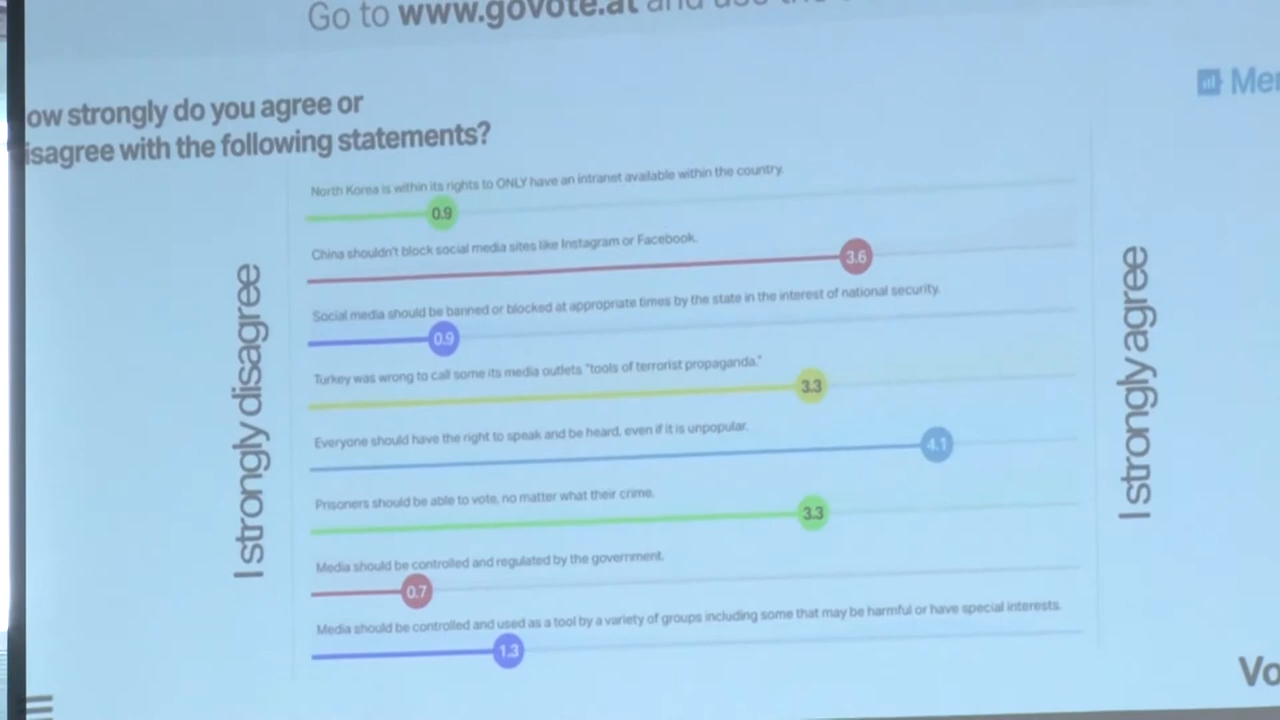 Go to www.govote.at and use the
ow strongly do you agree or
isagree with the following statements?
North Korea is within its rights to ONLY have an intranet available within the country.
0.9
China shouldn't block social media sites like Instagram or Facebook.
3.6
Social media should be banned or blocked at appropriate times by the state in the interest of national security.
0.9
Turkey was wrong to call some its media outlets "tools of terrorist propaganda."
3.3
Everyone should have the right to speak and be heard, even if it is unpopular.
4.1
Prisoners should be able to vote, no matter what their crime.
3.3
Media should be controlled and regulated by the government.
0.7
Media should be controlled and used as a tool by a variety of groups including some that may be harmful or have special interests.
1.3
I strongly disagree
I strongly agree
Me
Vo